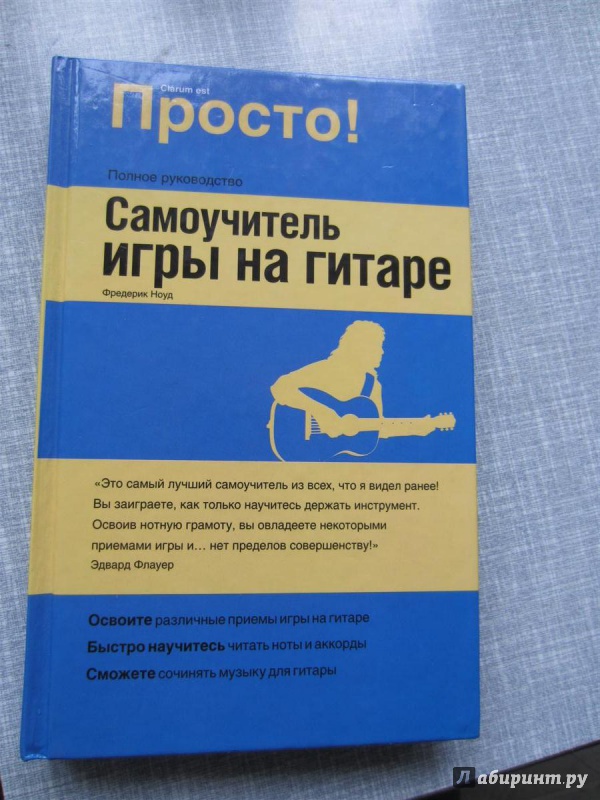 Clarum est
Просто!
Полное руководство
Самоучитель
игры на гитаре
Фредерик Ноуд
«Это самый лучший самоучитель из всех, что я видел ранее!
Вы заиграете, как только научитесь держать инструмент.
Освоив нотную грамоту, вы овладеете некоторыми
приемами игры и... нет пределов совершенству!»
Эдвард Флауер
Освоите различные приемы игры на гитаре
Быстро научитесь читать ноты и аккорды
Сможете сочинять музыку для гитары
Лабиринт.ру